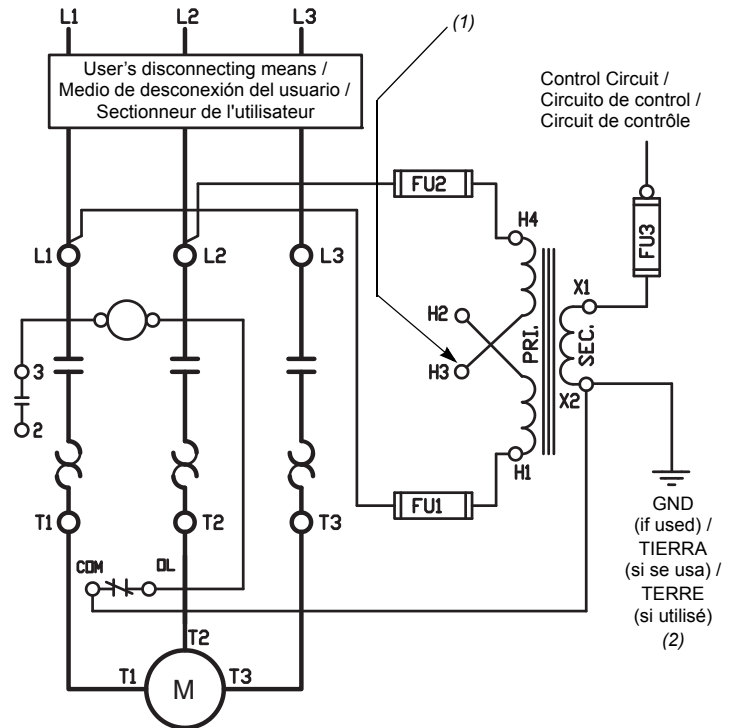 L1
L2
L3
(1)
User's disconnecting means /
Medio de desconexión del usuario /
Sectionneur de l'utilisateur
Control Circuit /
Circuito de control /
Circuit de contrôle
FU2
H4
FU3
L1
L2
L3
H2
X1
PRI.
SEC.
3
H3
X2
2
H1
FU1
T1
T2
T3
GND
(if used) /
TIERRA
(si se usa) /
TERRE
(si utilisé)
(2)
COM
OL
T2
T1
M
T3